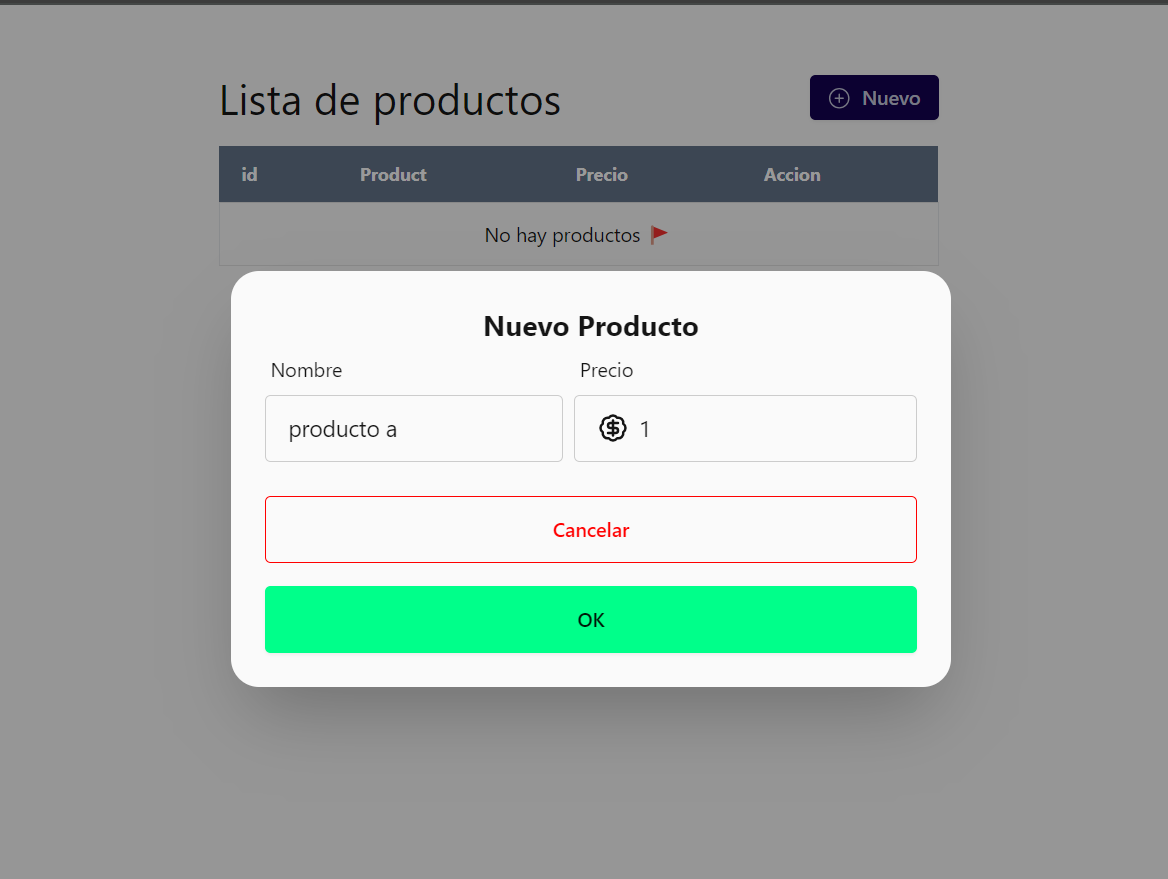 Lista de productos
Nuevo
id Product Precio Accion
No hay productos
Nuevo Producto
Nombre Precio
producto a 1
Cancelar
OK